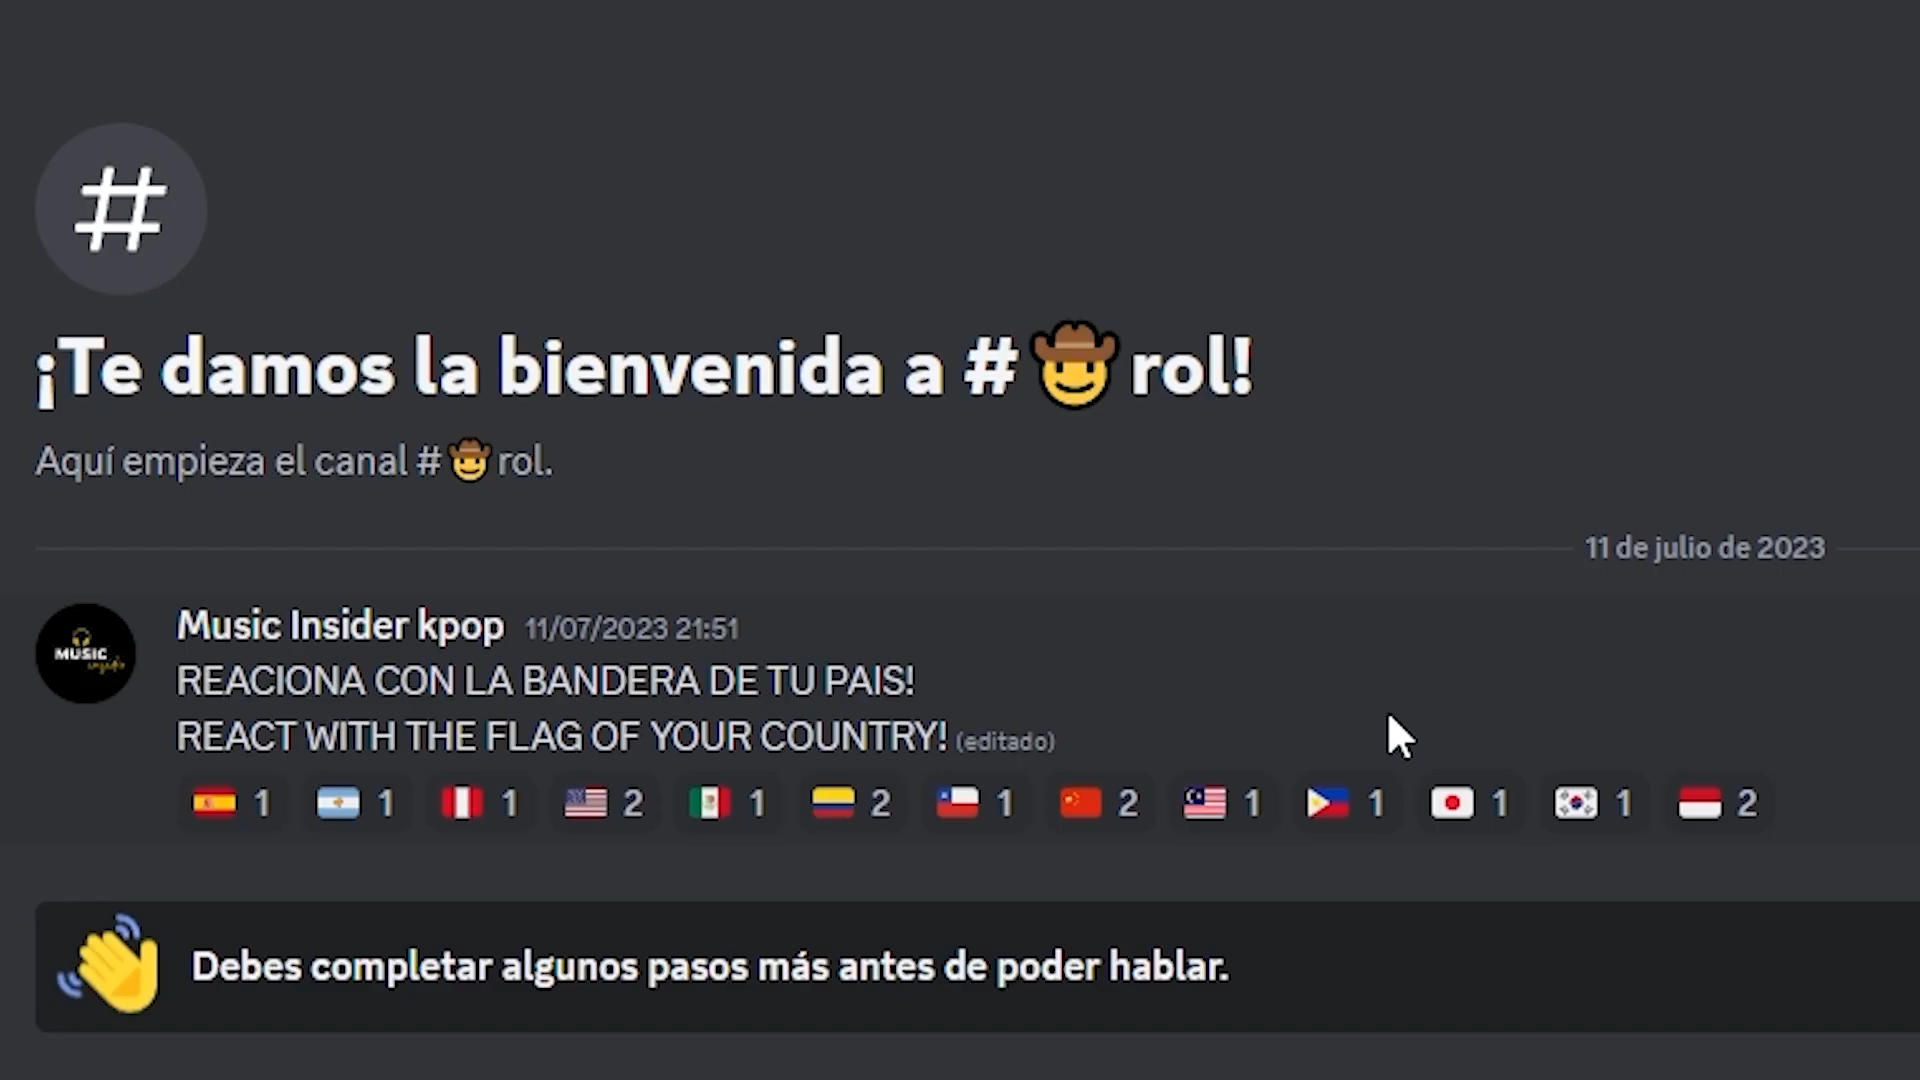 #
¡Te damos la bienvenida a #🤠rol!
Aquí empieza el canal #🤠rol.
11 de julio de 2023
MUSIC
insider
Music Insider kpop 11/07/2023 21:51
REACIONA CON LA BANDERA DE TU PAIS!
REACT WITH THE FLAG OF YOUR COUNTRY! (editado)
1 1 1 2 1 2 1 2 1 1 1 1 2
Debes completar algunos pasos más antes de poder hablar.